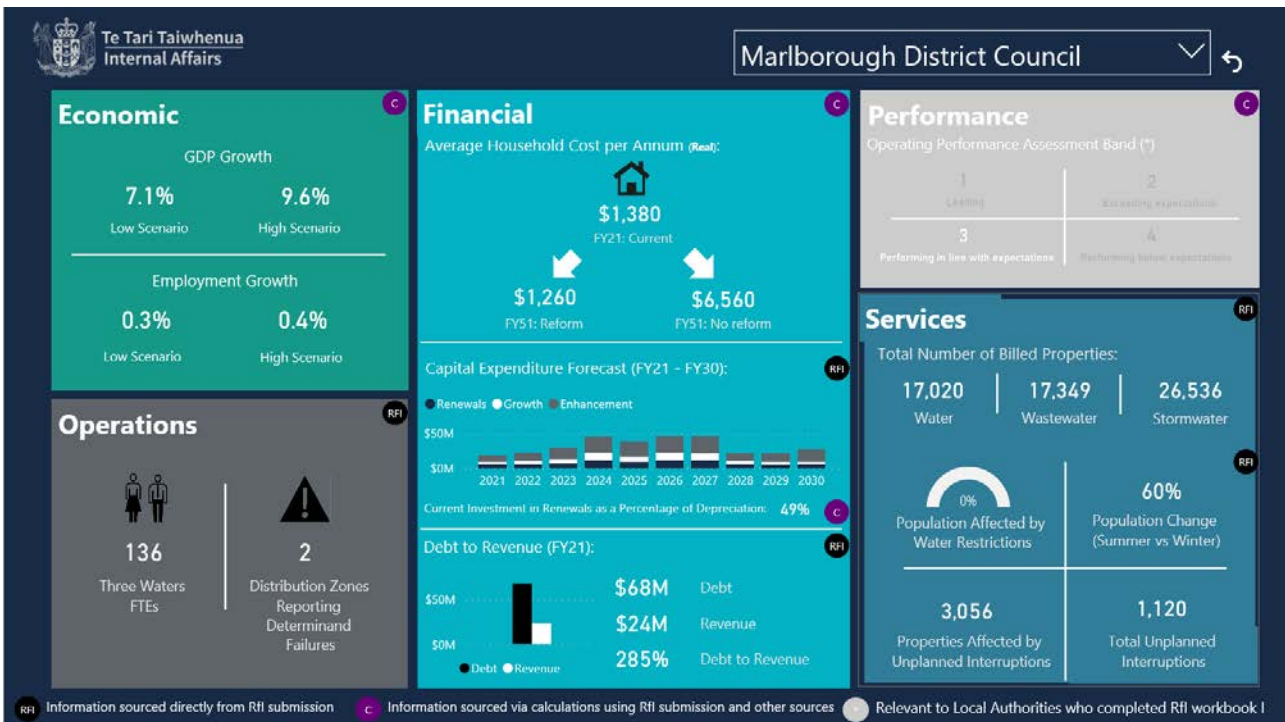 Te Tari Taiwhenua
Internal Affairs
Marlborough District Council
Economic
C
GDP Growth
7.1%
9.6%
Low Scenario
High Scenario
Employment Growth
0.3%
0.4%
Low Scenario
High Scenario
Operations
RFI
136
2
Three Waters
FTEs
Distribution Zones
Reporting
Determinand
Failures
Financial
C
Average Household Cost per Annum (Real):
$1,380
FY21: Current
$1,260
$6,560
FY51: Reform
FY51: No reform
Capital Expenditure Forecast (FY21 - FY30):
RFI
Renewals Growth Enhancement
$50M
$0M
2021 2022 2023 2024 2025 2026 2027 2028 2029 2030
Current Investment in Renewals as a Percentage of Depreciation: 49%
C
Debt to Revenue (FY21):
RFI
$50M
$0M
Debt Revenue
$68M Debt
$24M Revenue
285% Debt to Revenue
Performance
C
Operating Performance Assessment Band (*)
1
Leading
2
Exceeding expectations
3
Performing in line with expectations
4
Performing below expectations
Services
RFI
Total Number of Billed Properties:
17,020
17,349
26,536
Water
Wastewater
Stormwater
RFI
0%
Population Affected by
Water Restrictions
60%
Population Change
(Summer vs Winter)
3,056
Properties Affected by
Unplanned Interruptions
1,120
Total Unplanned
Interruptions
RFI Information sourced directly from RfI submission
C Information sourced via calculations using RfI submission and other sources
Relevant to Local Authorities who completed RfI workbook I